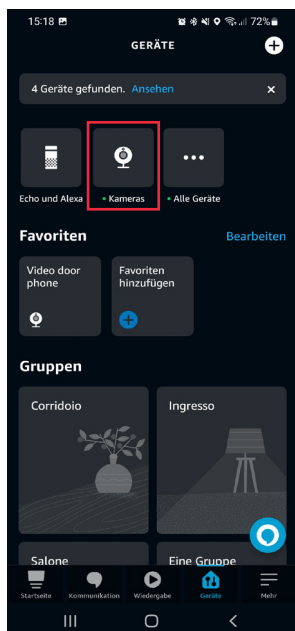 15:18 72%
GERÄTE
4 Geräte gefunden. Ansehen
Echo und Alexa Kameras Alle Geräte
Favoriten Bearbeiten
Video door
phone
Favoriten
hinzufügen
Gruppen
Corridoio Ingresso
Salone Eine Gruppe
Startseite Kommunikation Wiedergabe Geräte Mehr